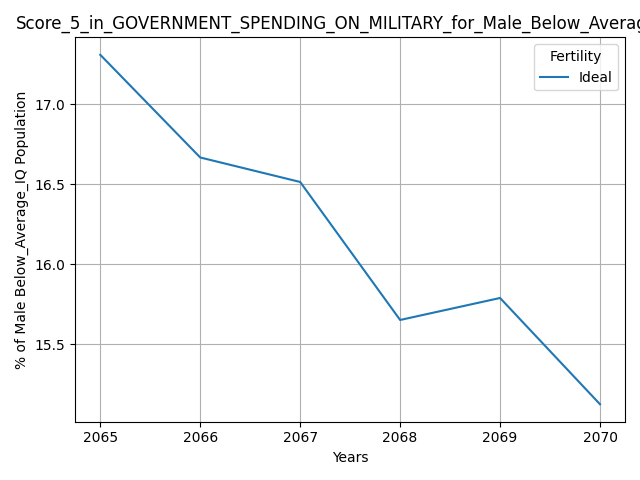 Score_5_in_GOVERNMENT_SPENDING_ON_MILITARY_for_Male_Below_Averag
Fertility
Ideal
% of Male Below_Average_IQ Population
17.0
16.5
16.0
15.5
2065 2066 2067 2068 2069 2070
Years